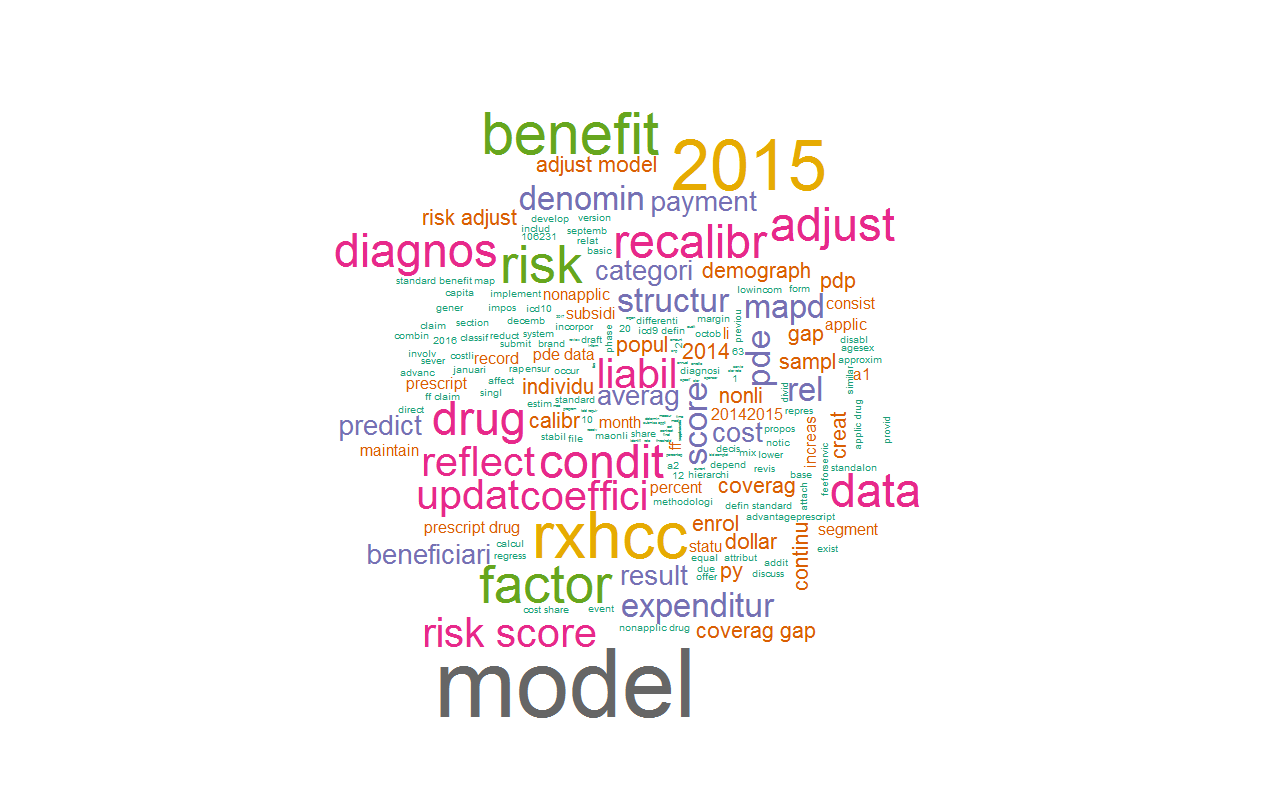 benefit
2015
adjust model
denomin
payment
risk adjust
develop
version
adjust
includ
septemb
recalibr
106231
relat
diagnos
risk
basic
categori
demograph
standard benefit map
pdp
capita
implement
nonapplic
structur
lowincom
form
mapd
consist
gener
impos
icd10
subsidi
decemb
incorpor
differenti
margin
previou
claim
section
20
icd9 defin
octob
li
gap
applic
combin
2016
classif
reduct
system
submit
brand
draft
phase
popul
2014
63
disabl
agesex
involv
sever
costli
record
pde data
pde
sampl
approxim
advanc
januari
rap
ensur
occur
liabil
diagnosi
1
similar
a1
prescript
affect
individu
standard
averag
score
nonli
divid
rel
ff claim
singl
estim
direct
drug
calibr
10
month
20142015
repres
predict
stabil
file
maonli
share
ff
cost
propos
increas
creat
applic drug
provid
maintain
decis
notic
reflect
condit
a2
mix
lower
depend
revis
feeforservic
standalon
12
hierarchi
base
updat
coeffici
percent
coverag
attach
data
methodologi
defin standard
advantageprescript
prescript drug
rxhcc
enrol
segment
calcul
statu
dollar
continu
beneficiari
regress
equal
attribut
exist
due
addit
factor
result
offer
py
discuss
cost share
event
expenditur
risk score
nonapplic drug
coverag gap
model